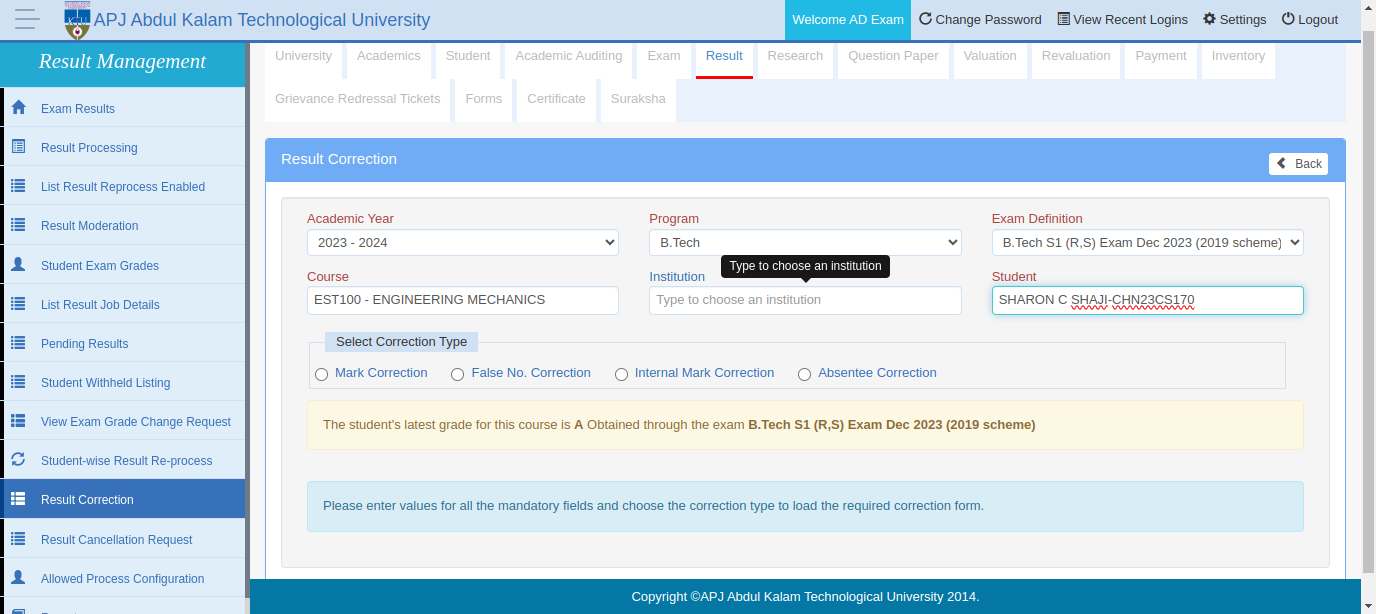 APJ Abdul Kalam Technological University
Welcome AD Exam
Change Password
View Recent Logins
Settings
Logout
Result Management
Exam Results
Result Processing
List Result Reprocess Enabled
Result Moderation
Student Exam Grades
List Result Job Details
Pending Results
Student Withheld Listing
View Exam Grade Change Request
Student-wise Result Re-process
Result Correction
Result Cancellation Request
Allowed Process Configuration
University Academics Student Academic Auditing Exam Result Research Question Paper Valuation Revaluation Payment Inventory
Grievance Redressal Tickets Forms Certificate Suraksha
Result Correction
Back
Academic Year
2023 - 2024
Program
B.Tech
Exam Definition
B.Tech S1 (R,S) Exam Dec 2023 (2019 scheme)
Type to choose an institution
Course
EST100 - ENGINEERING MECHANICS
Institution
Type to choose an institution
Student
SHARON C SHAJI-CHN23CS170
Select Correction Type
Mark Correction False No. Correction Internal Mark Correction Absentee Correction
The student's latest grade for this course is A Obtained through the exam B.Tech S1 (R,S) Exam Dec 2023 (2019 scheme)
Please enter values for all the mandatory fields and choose the correction type to load the required correction form.
Copyright ©APJ Abdul Kalam Technological University 2014.